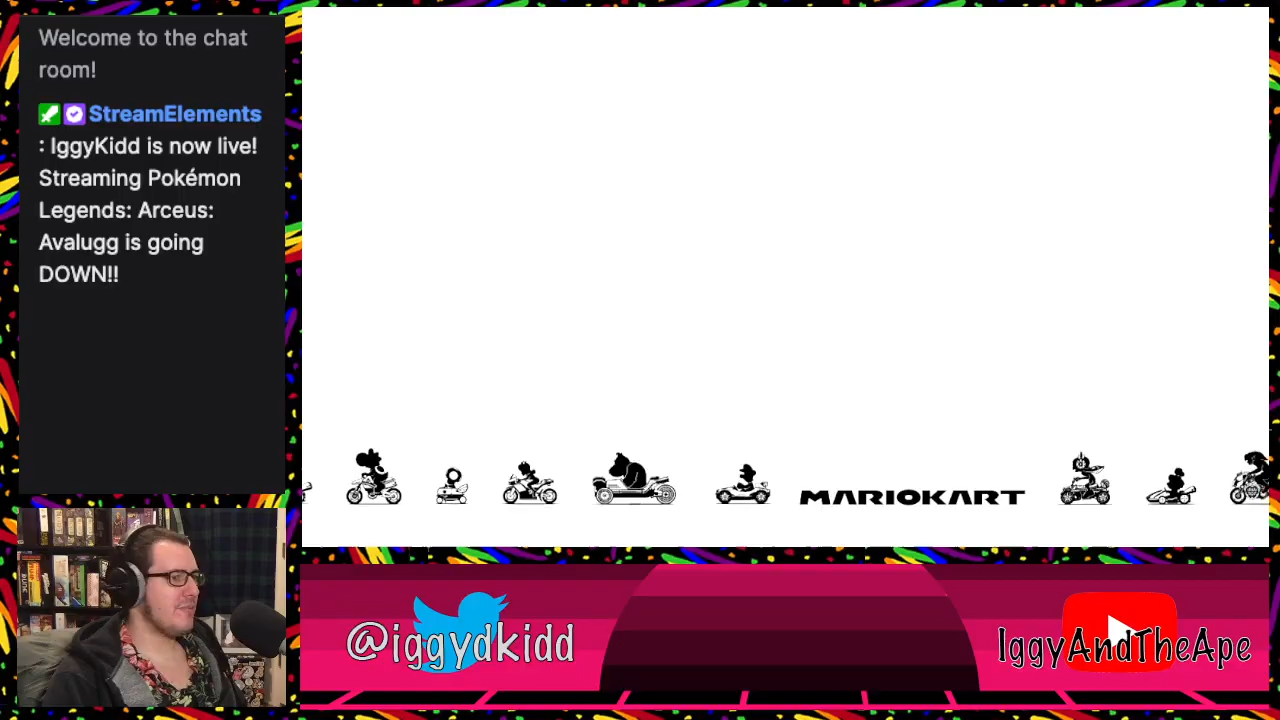 Welcome to the chat
room!
StreamElements
: IggyKidd is now live!
Streaming Pokémon
Legends: Arceus:
Avalugg is going
DOWN!!
MARIOKART
@iggydkidd
IggyAndTheApe